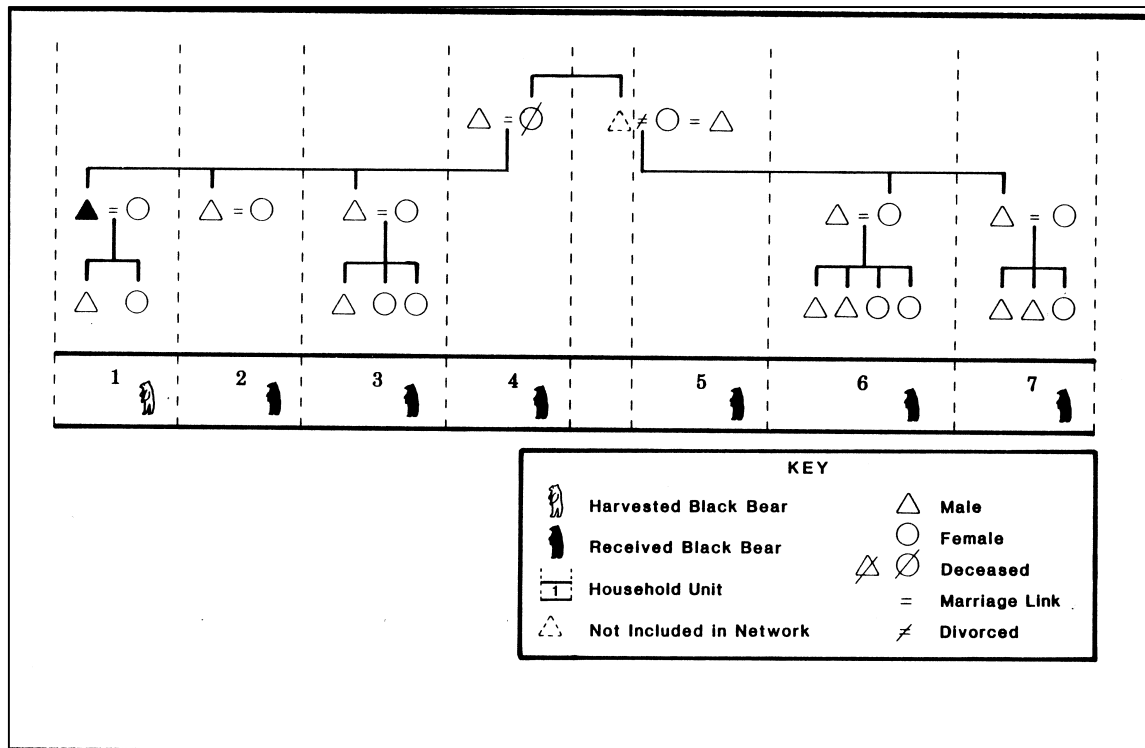 1 2 3 4 5 6 7
KEY
Harvested Black Bear
Received Black Bear
1 Household Unit
Not Included in Network
Male
Female
Deceased
= Marriage Link
≠ Divorced